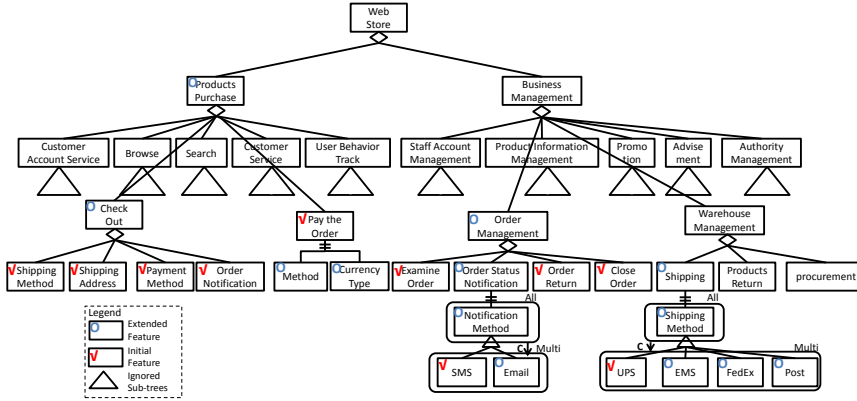 Web
Store
O Products
Purchase
Business
Management
Customer
Account Service
Browse
Search
Customer
Service
User Behavior
Track
Staff Account
Management
Product Information
Management
Promo
tion
Advise
ment
Authority
Management
O Check
Out
√ Pay the
Order
O Order
Management
Warehouse
Management
√ Shipping
Method
√ Shipping
Address
√ Payment
Method
√ Order
Notification
O Method
O Currency
Type
√ Examine
Order
O Order Status
Notification
√ Order
Return
√ Close
Order
O Shipping
Products
Return
procurement
All
All
O Notification
Method
O Shipping
Method
C
Multi
C
Multi
√ SMS
O Email
√ UPS
O EMS
O FedEx
O Post
Legend
O Extended
Feature
√ Initial
Feature
Ignored
Sub-trees